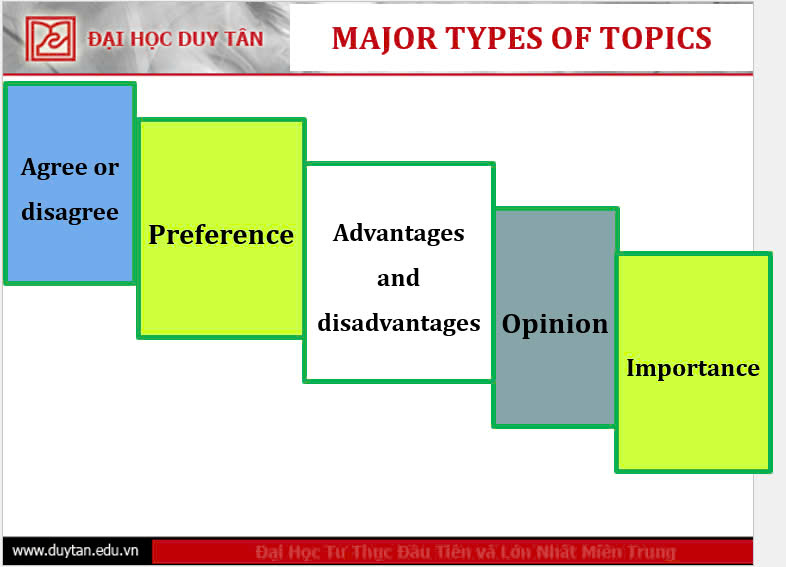 ĐẠI HỌC DUY TÂN
MAJOR TYPES OF TOPICS
Agree or
disagree
Preference
Advantages
and
disadvantages
Opinion
Importance
www.duytan.edu.vn
Đại Học Tư Thục Đầu Tiên và Lớn Nhất Miền Trung